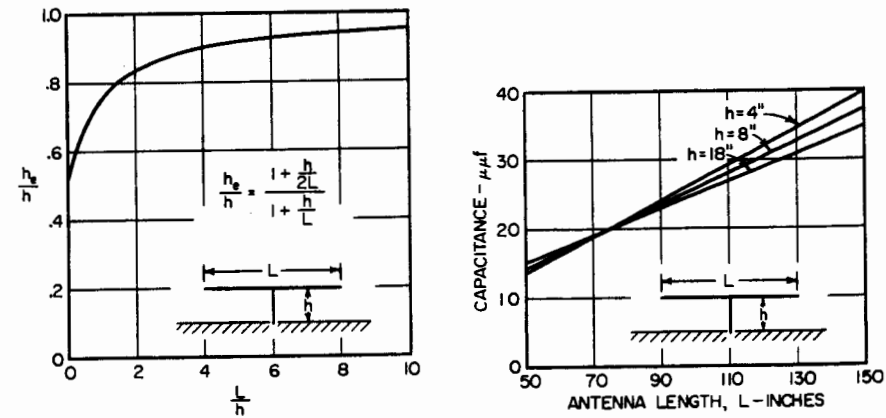 1.0
.8
.6
.4
.2
0
h_e/h
h_e/h = (1 + h/2L)/(1 + h/L)
L
h
0 2 4 6 8 10
L/h
40
30
20
10
0
CAPACITANCE - μμf
h=4"
h=8"
h=18"
L
h
50 70 90 110 130 150
ANTENNA LENGTH, L-INCHES